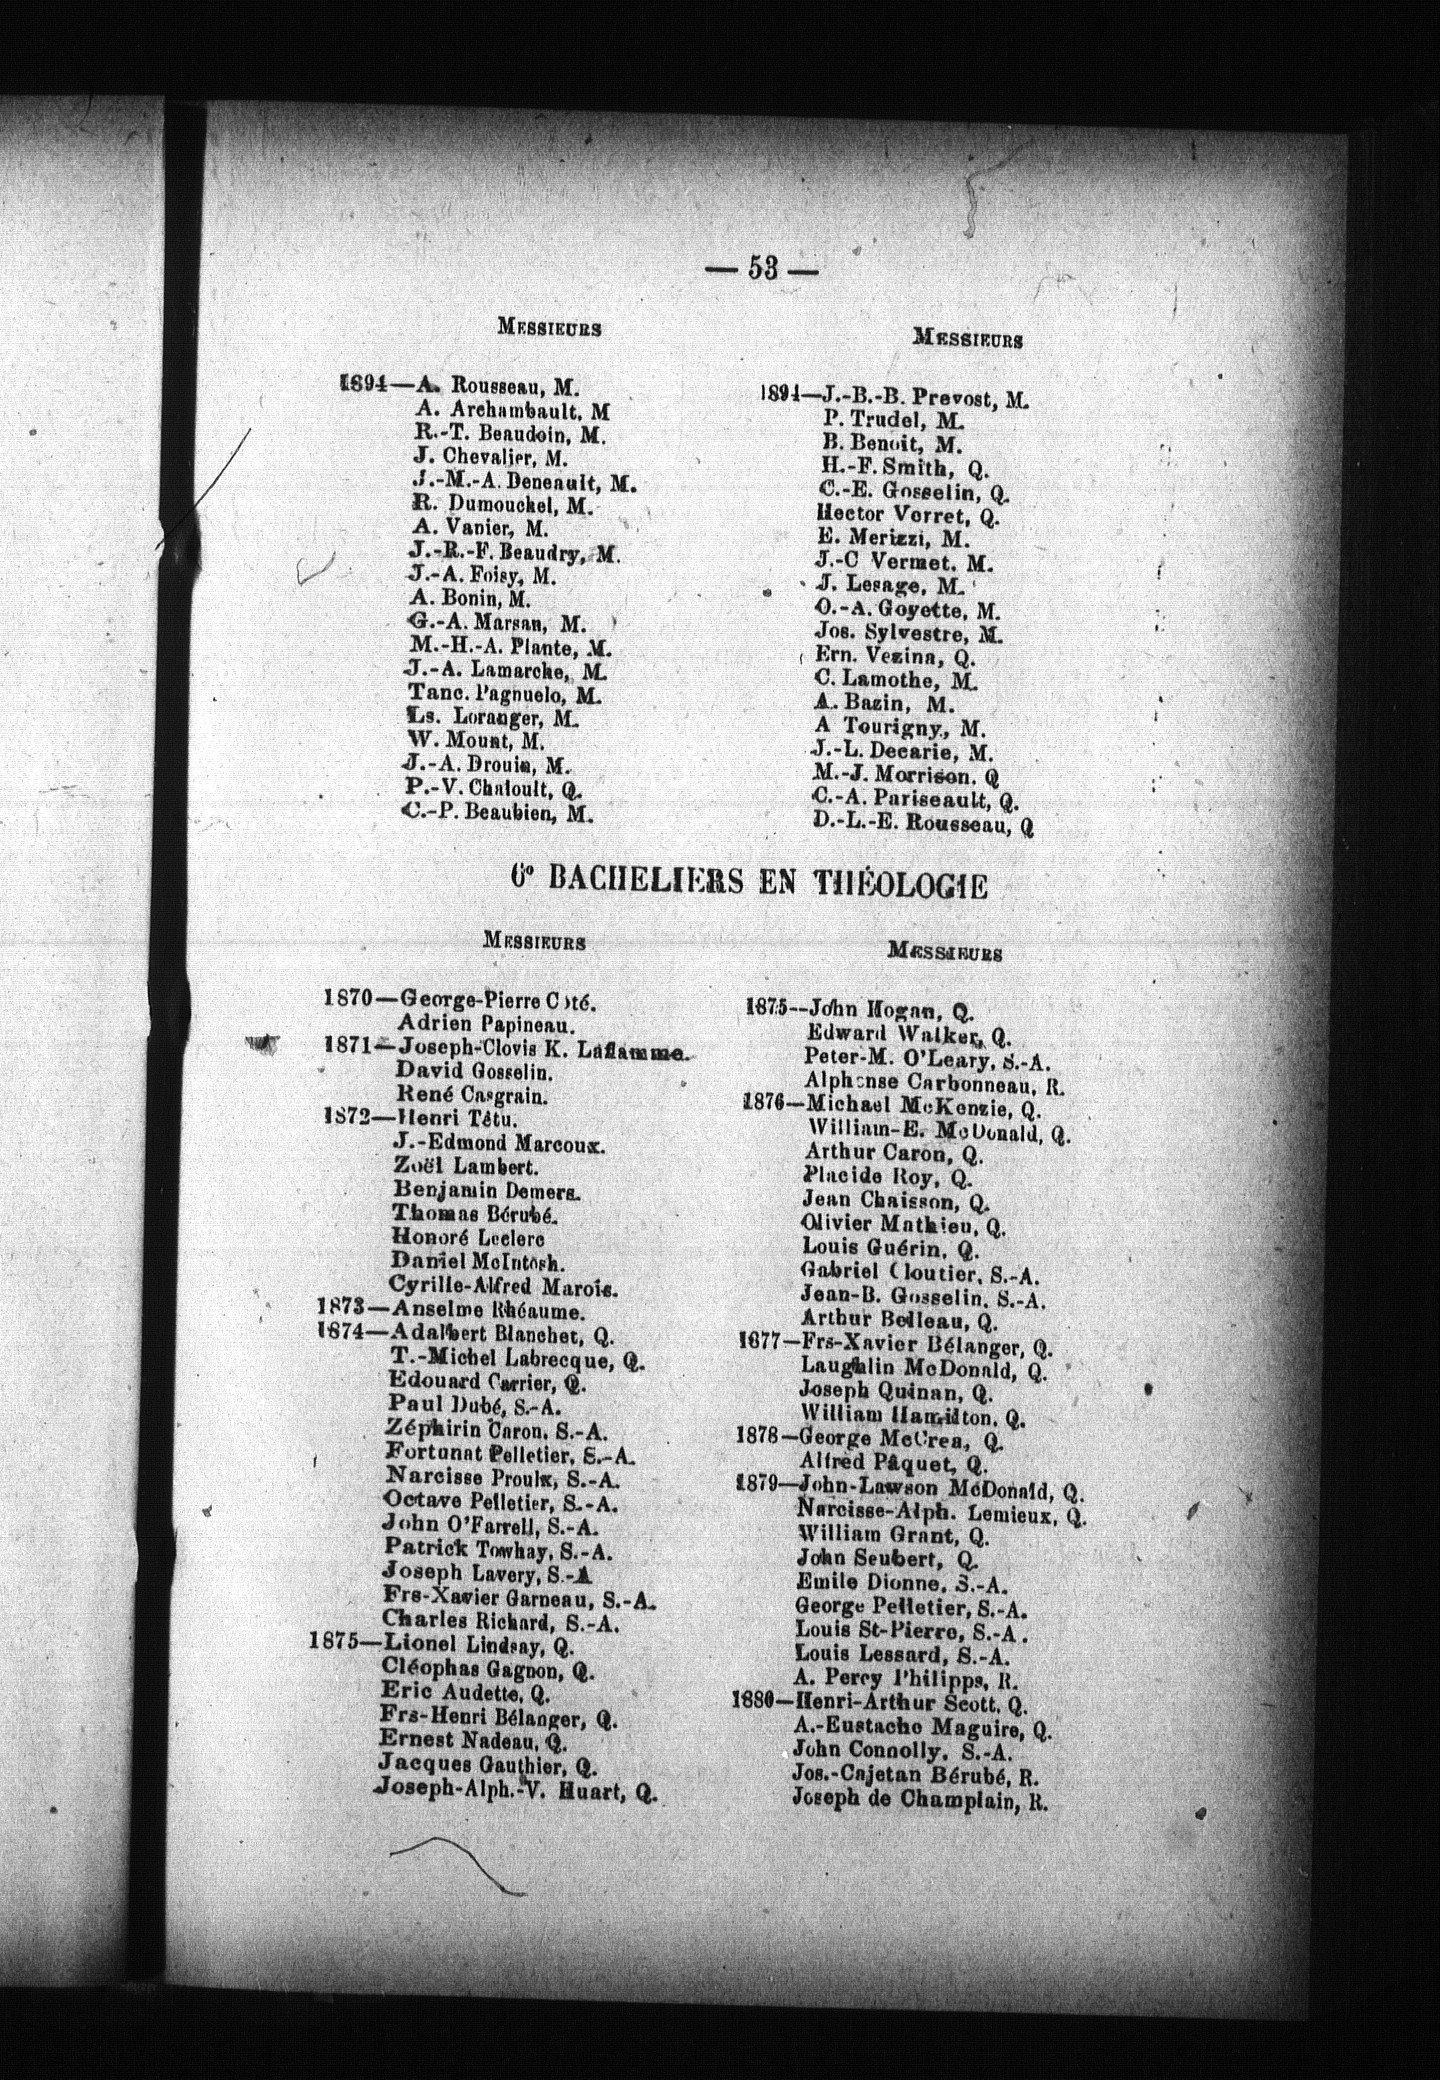 — 53 —
MESSIEURS
1894—A. Rousseau, M.
A. Archambault, M
R.-T. Beaudoin, M.
J. Chevalier, M.
J.-M.-A. Deneault, M.
R. Dumouchel, M.
A. Vanier, M.
J.-R.-F. Beaudry, M.
J.-A. Foisy, M.
A. Bonin, M.
G.-A. Marsan, M.
M.-H.-A. Plante, M.
J.-A. Lamarche, M.
Tanc. Pagnuelo, M.
Ls. Loranger, M.
W. Mount, M.
J.-A. Drouin, M.
P.-V. Chaloult, Q.
C.-P. Beaubien, M.
MESSIEURS
1894—J.-B.-B. Prevost, M.
P. Trudel, M.
B. Benoit, M.
H.-F. Smith, Q.
C.-E. Gosselin, Q.
Hector Verret, Q.
E. Merizzi, M.
J.-C Vermet. M.
J. Lesage, M.
O.-A. Goyette, M.
Jos. Sylvestre, M.
Ern. Vezina, Q.
C. Lamothe, M.
A. Bazin, M.
A Tourigny, M.
J.-L. Decarie, M.
M.-J. Morrison. Q
C.-A. Pariseault, Q.
D.-L.-E. Rousseau, Q
6° BACHELIERS EN THÉOLOGIE
MESSIEURS
1870—George-Pierre Côté.
Adrien Papineau.
1871—Joseph-Clovis K. Laflamme.
David Gosselin.
René Casgrain.
1872—Henri Têtu.
J.-Edmond Marcoux.
Zoël Lambert.
Benjamin Demers.
Thomas Bérubé.
Honoré Leclerc
Daniel McIntosh.
Cyrille-Alfred Marois.
1873—Anselme Rhéaume.
1874—Adalbert Blanchet, Q.
T.-Michel Labrecque, Q.
Edouard Carrier, Q.
Paul Dubé, S.-A.
Zéphirin Caron, S.-A.
Fortunat Pelletier, S.-A.
Narcisse Proulx, S.-A.
Octave Pelletier, S.-A.
John O'Farrell, S.-A.
Patrick Towhay, S.-A.
Joseph Lavery, S.-A
Frs-Xavier Garneau, S.-A.
Charles Richard, S.-A.
1875—Lionel Lindsay, Q.
Cléophas Gagnon, Q.
Eric Audette, Q.
Frs-Henri Bélanger, Q.
Ernest Nadeau, Q.
Jacques Gauthier, Q.
Joseph-Alph.-V. Huart, Q.
MESSIEURS
1875—John Hogan, Q.
Edward Walker, Q.
Peter-M. O'Leary, S.-A.
Alphonse Carbonneau, R.
1876—Michael McKenzie, Q.
William-E. McDonald, Q.
Arthur Caron, Q.
Placide Roy, Q.
Jean Chaisson, Q.
Olivier Mathieu, Q.
Louis Guérin, Q.
Gabriel Cloutier, S.-A.
Jean-B. Gosselin, S.-A.
Arthur Belleau, Q.
1877—Frs-Xavier Bélanger, Q.
Laughlin McDonald, Q.
Joseph Quinan, Q.
William Hamilton, Q.
1878—George McCrea, Q.
Alfred Pâquet, Q.
1879—John-Lawson McDonald, Q.
Narcisse-Alph. Lemieux, Q.
William Grant, Q.
John Seubert, Q.
Emile Dionne, S.-A.
George Pelletier, S.-A.
Louis St-Pierre, S.-A.
Louis Lessard, S.-A.
A. Percy Philipps, R.
1880—Henri-Arthur Scott, Q.
A.-Eustache Maguire, Q.
John Connolly, S.-A.
Jos.-Cajetan Bérubé, R.
Joseph de Champlain, R.